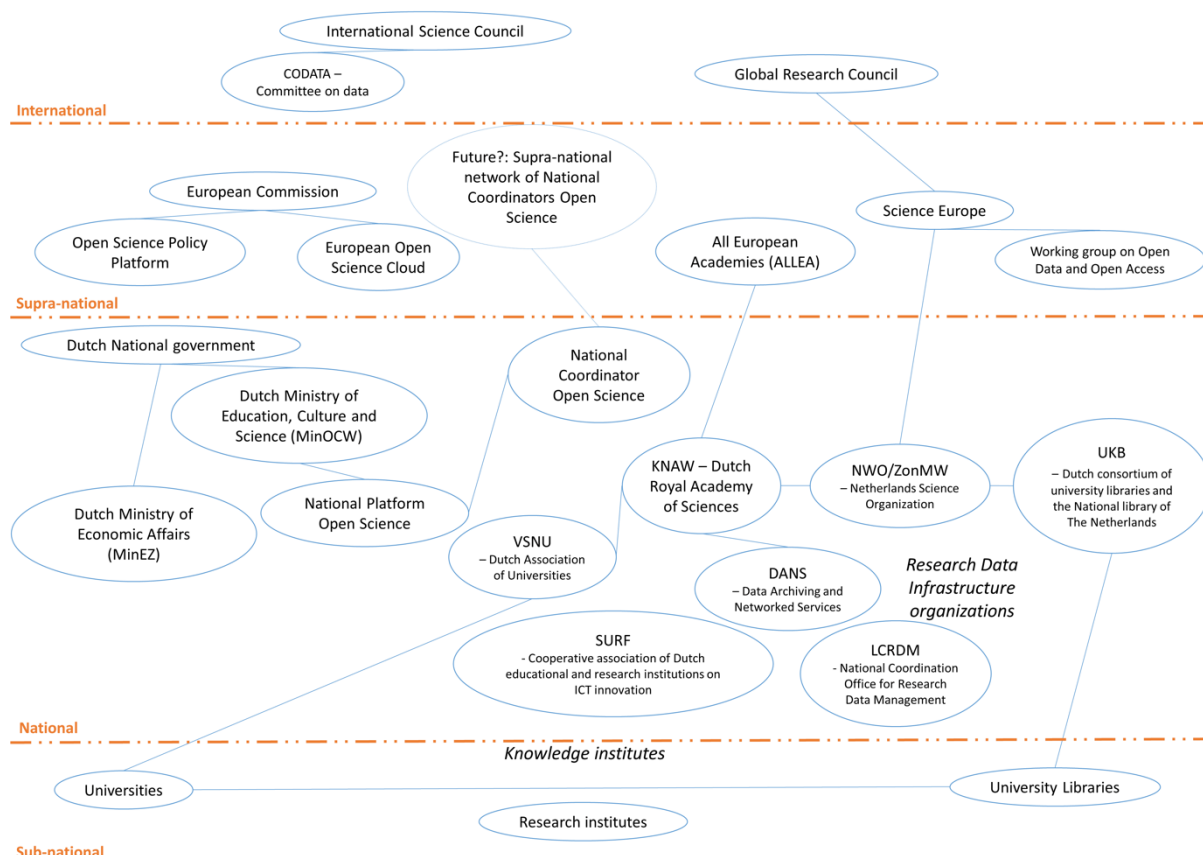 International Science Council
CODATA –
Committee on data
Global Research Council
International
Future?: Supra-national
network of National
Coordinators Open
Science
European Commission
Open Science Policy
Platform
European Open
Science Cloud
All European
Academies (ALLEA)
Science Europe
Working group on Open
Data and Open Access
Supra-national
Dutch National government
Dutch Ministry of
Education, Culture and
Science (MinOCW)
National
Coordinator
Open Science
Dutch Ministry of
Economic Affairs
(MinEZ)
National Platform
Open Science
VSNU
– Dutch Association
of Universities
KNAW – Dutch
Royal Academy
of Sciences
NWO/ZonMW
– Netherlands Science
Organization
UKB
– Dutch consortium of
university libraries and
the National library of
The Netherlands
DANS
– Data Archiving and
Networked Services
Research Data
Infrastructure
organizations
SURF
- Cooperative association of Dutch
educational and research institutions on
ICT innovation
LCRDM
- National Coordination
Office for Research
Data Management
National
Knowledge institutes
Universities
University Libraries
Research institutes
Sub-national